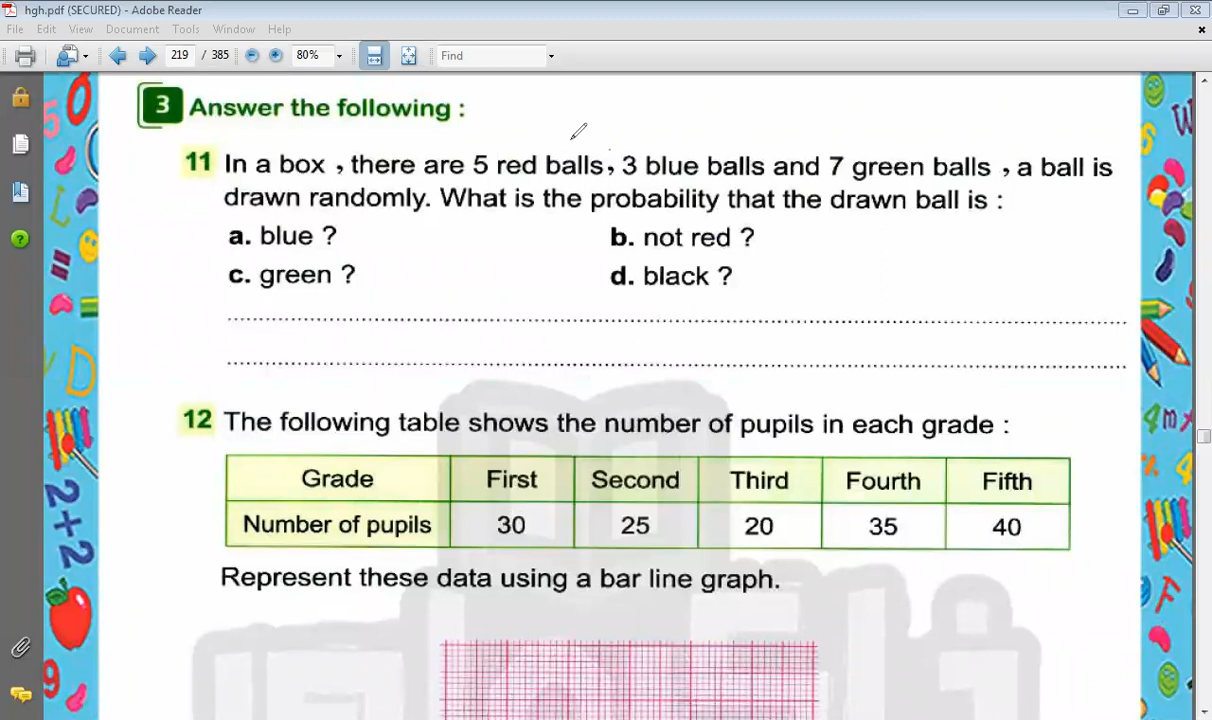 hgh.pdf (SECURED) - Adobe Reader
File Edit View Document Tools Window Help
219 / 385 80% Find
3 Answer the following :
11 In a box , there are 5 red balls, 3 blue balls and 7 green balls , a ball is
drawn randomly. What is the probability that the drawn ball is :
a. blue ? b. not red ?
c. green ? d. black ?
12 The following table shows the number of pupils in each grade :
Grade First Second Third Fourth Fifth
Number of pupils 30 25 20 35 40
Represent these data using a bar line graph.